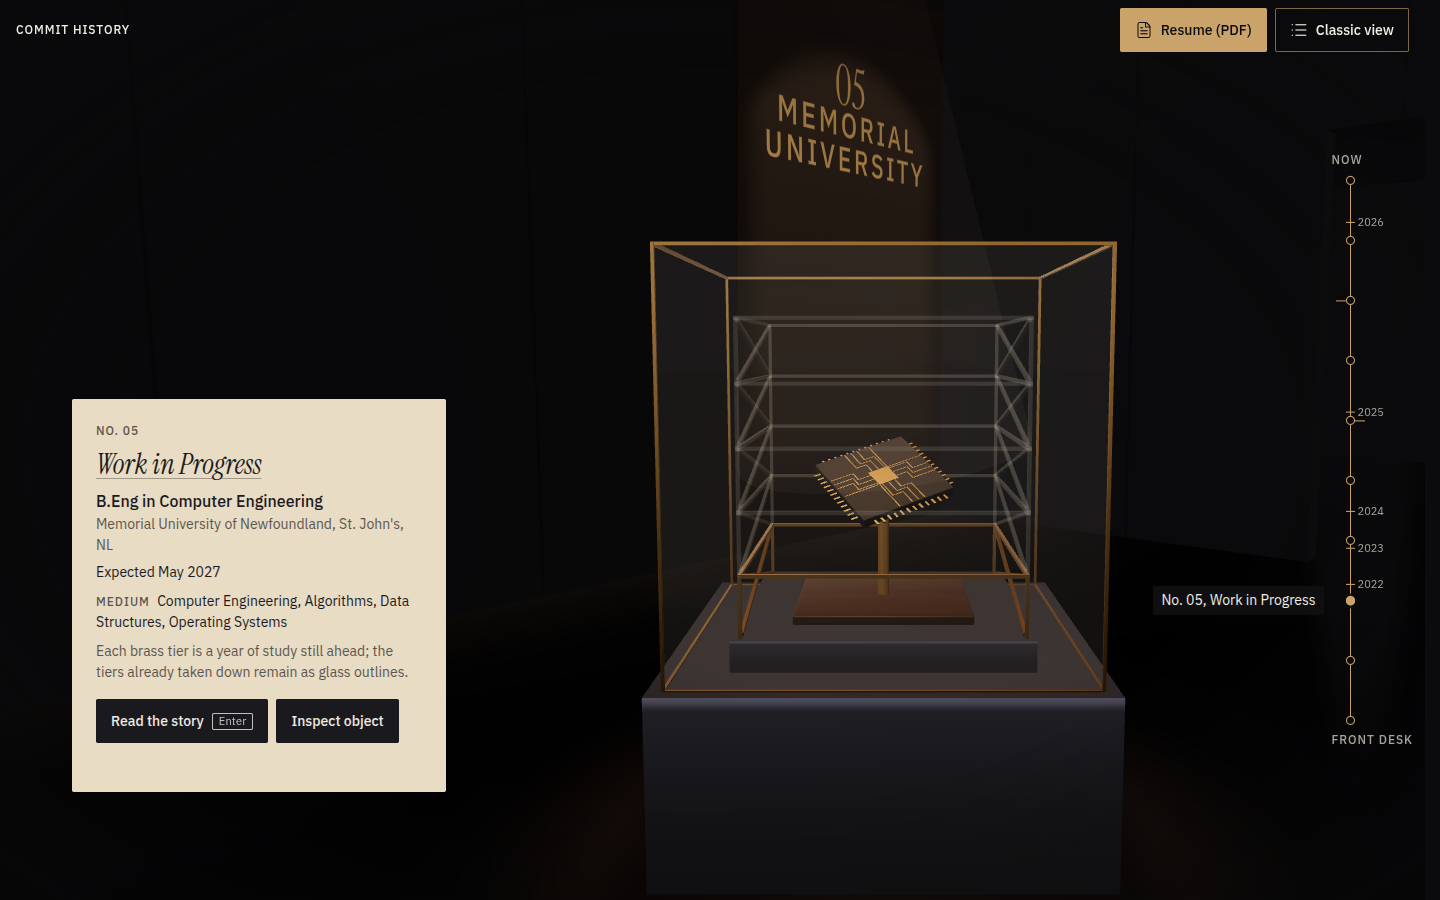 COMMIT HISTORY
Resume (PDF)
Classic view
05
MEMORIAL
UNIVERSITY
NOW
2026
2025
2024
2023
2022
No. 05, Work in Progress
FRONT DESK
NO. 05
Work in Progress
B.Eng in Computer Engineering
Memorial University of Newfoundland, St. John's,
NL
Expected May 2027
MEDIUM Computer Engineering, Algorithms, Data
Structures, Operating Systems
Each brass tier is a year of study still ahead; the
tiers already taken down remain as glass outlines.
Read the story Enter
Inspect object